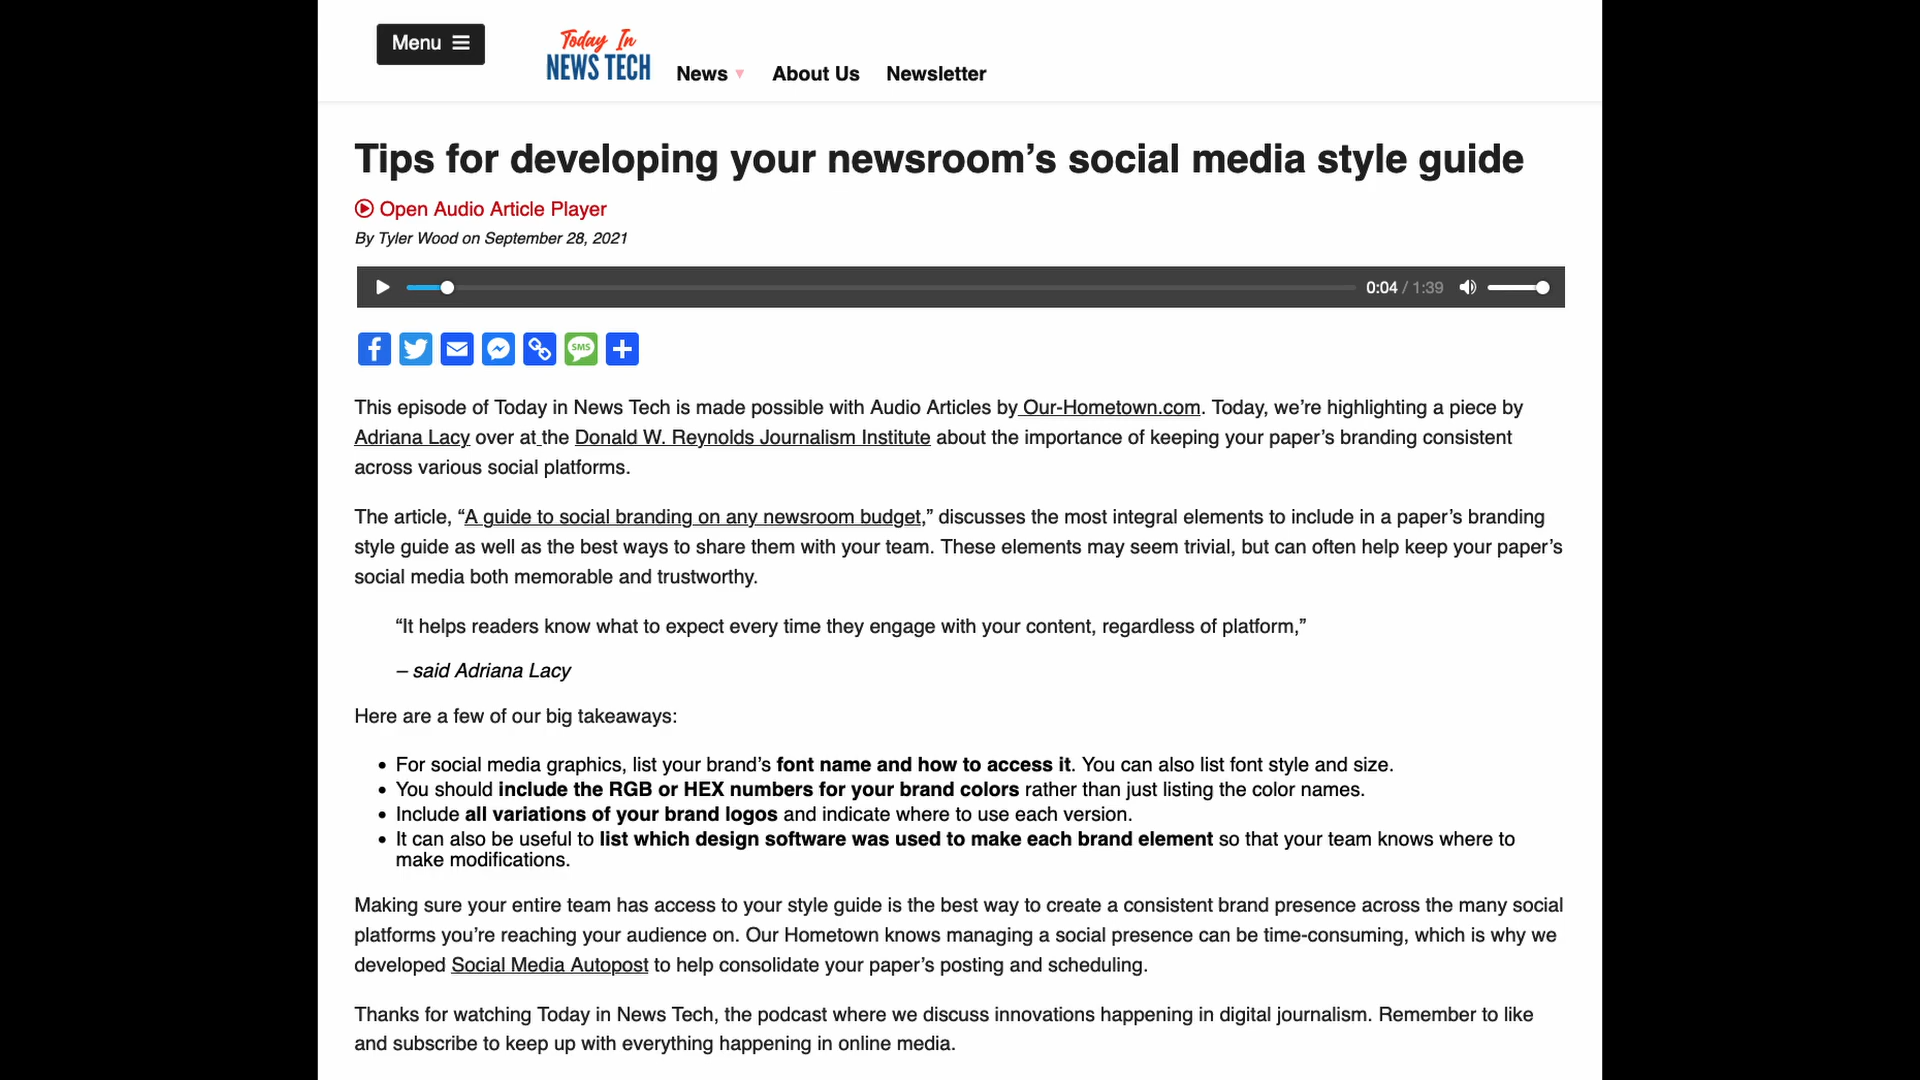 Menu
Today In
NEWS TECH
News About Us Newsletter
Tips for developing your newsroom’s social media style guide
Open Audio Article Player
By Tyler Wood on September 28, 2021
0:04 / 1:39
SMS
This episode of Today in News Tech is made possible with Audio Articles by Our-Hometown.com. Today, we’re highlighting a piece by
Adriana Lacy over at the Donald W. Reynolds Journalism Institute about the importance of keeping your paper’s branding consistent
across various social platforms.
The article, “A guide to social branding on any newsroom budget,” discusses the most integral elements to include in a paper’s branding
style guide as well as the best ways to share them with your team. These elements may seem trivial, but can often help keep your paper’s
social media both memorable and trustworthy.
“It helps readers know what to expect every time they engage with your content, regardless of platform,”
– said Adriana Lacy
Here are a few of our big takeaways:
• For social media graphics, list your brand’s font name and how to access it. You can also list font style and size.
• You should include the RGB or HEX numbers for your brand colors rather than just listing the color names.
• Include all variations of your brand logos and indicate where to use each version.
• It can also be useful to list which design software was used to make each brand element so that your team knows where to
make modifications.
Making sure your entire team has access to your style guide is the best way to create a consistent brand presence across the many social
platforms you’re reaching your audience on. Our Hometown knows managing a social presence can be time-consuming, which is why we
developed Social Media Autopost to help consolidate your paper’s posting and scheduling.
Thanks for watching Today in News Tech, the podcast where we discuss innovations happening in digital journalism. Remember to like
and subscribe to keep up with everything happening in online media.